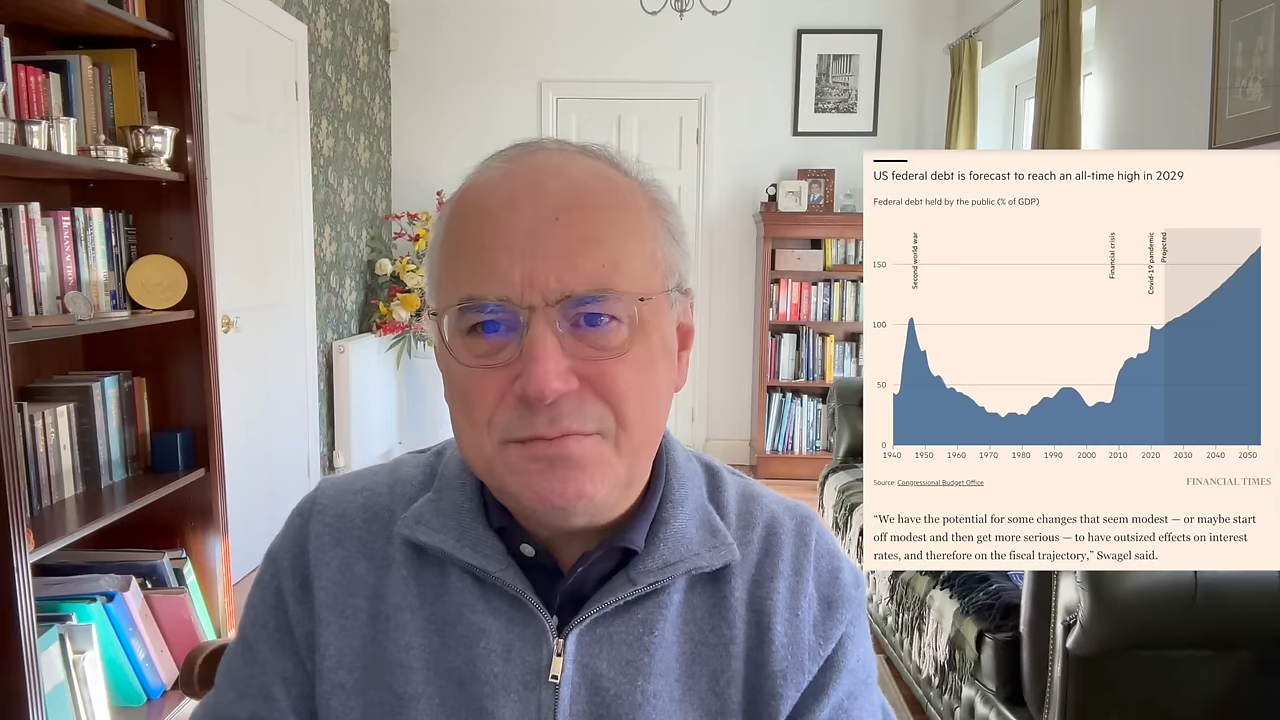 HUMAN ACTION
US federal debt is forecast to reach an all-time high in 2029
Federal debt held by the public (% of GDP)
Second world war
Financial crisis
Covid-19 pandemic
Projected
150
100
50
0
1940 1950 1960 1970 1980 1990 2000 2010 2020 2030 2040 2050
Source: Congressional Budget Office
FINANCIAL TIMES
“We have the potential for some changes that seem modest — or maybe start
off modest and then get more serious — to have outsized effects on interest
rates, and therefore on the fiscal trajectory,” Swagel said.